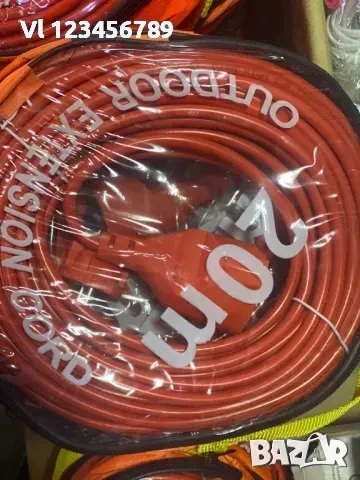 Vl 123456789
OUTDOOR EXTENSION CORD
20m
BAZAR